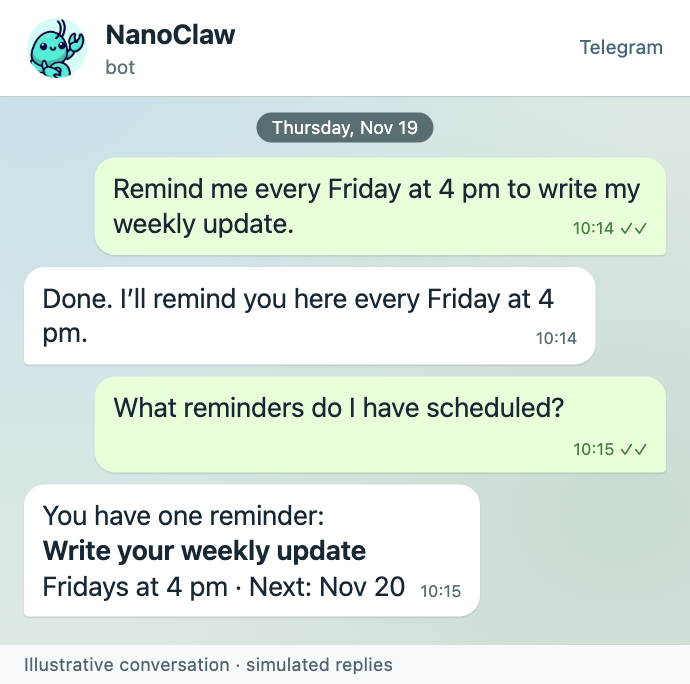 NanoClaw
bot
Telegram
Thursday, Nov 19
Remind me every Friday at 4 pm to write my
weekly update.
10:14 ✓✓
Done. I’ll remind you here every Friday at 4
pm.
10:14
What reminders do I have scheduled?
10:15 ✓✓
You have one reminder:
Write your weekly update
Fridays at 4 pm · Next: Nov 20 10:15
Illustrative conversation · simulated replies